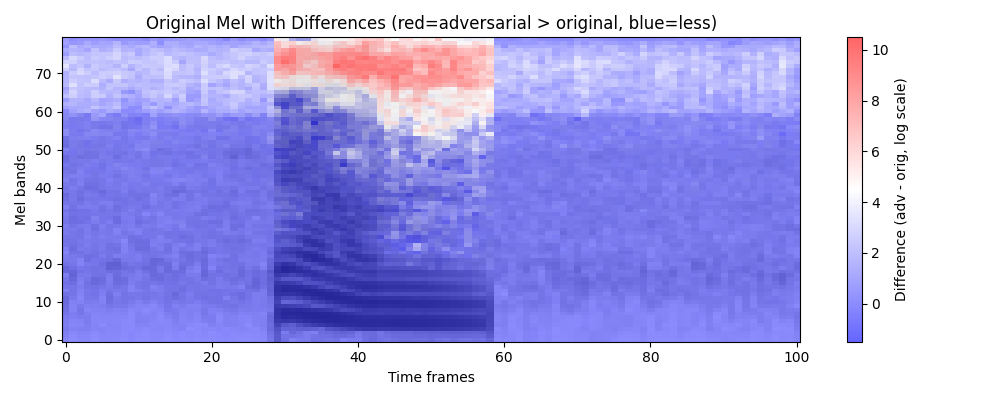 Original Mel with Differences (red=adversarial > original, blue=less)
Mel bands
70
60
50
40
30
20
10
0
0 20 40 60 80 100
Time frames
10
8
6
4
2
0
Difference (adv - orig, log scale)